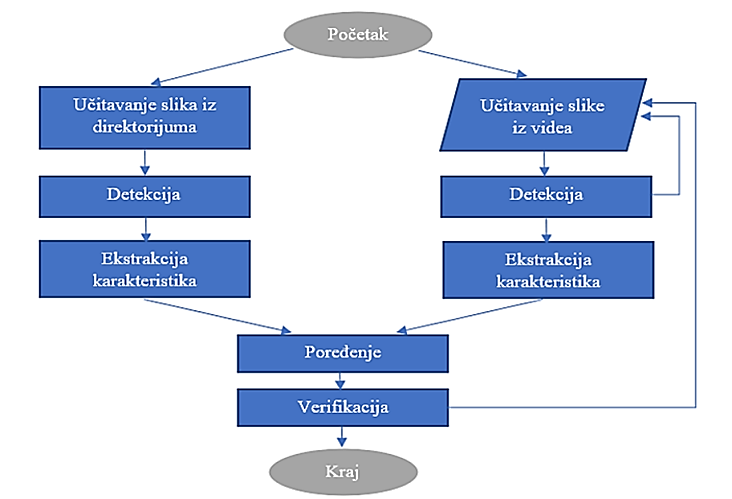 Početak
Učitavanje slika iz
direktorijuma
Detekcija
Ekstrakcija
karakteristika
Učitavanje slike
iz videa
Detekcija
Ekstrakcija
karakteristika
Poređenje
Verifikacija
Kraj